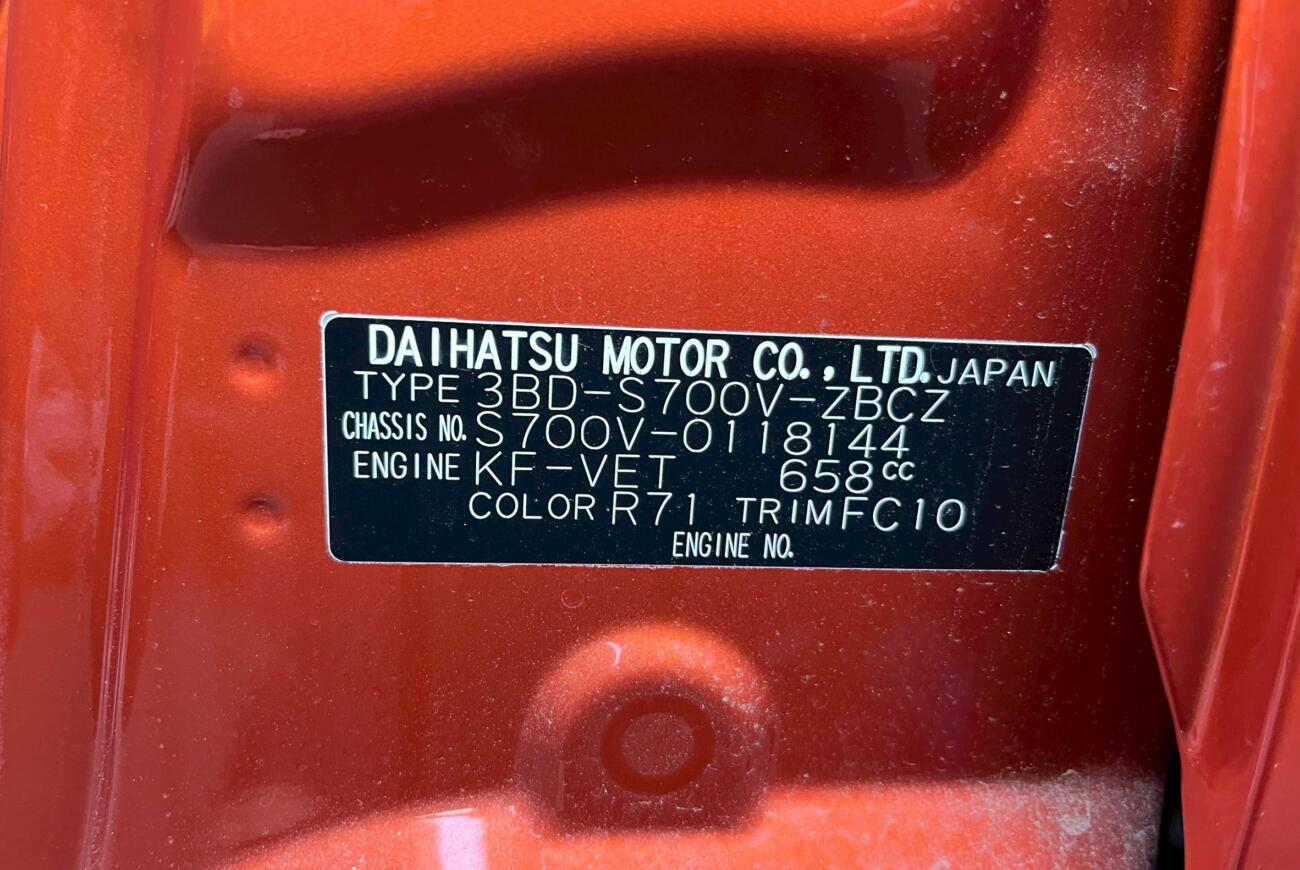 DAIHATSU MOTOR CO., LTD. JAPAN
TYPE 3BD-S700V-ZBCZ
CHASSIS NO. S700V-0118144
ENGINE KF-VET 658cc
COLOR R71 TRIM FC10
ENGINE NO.